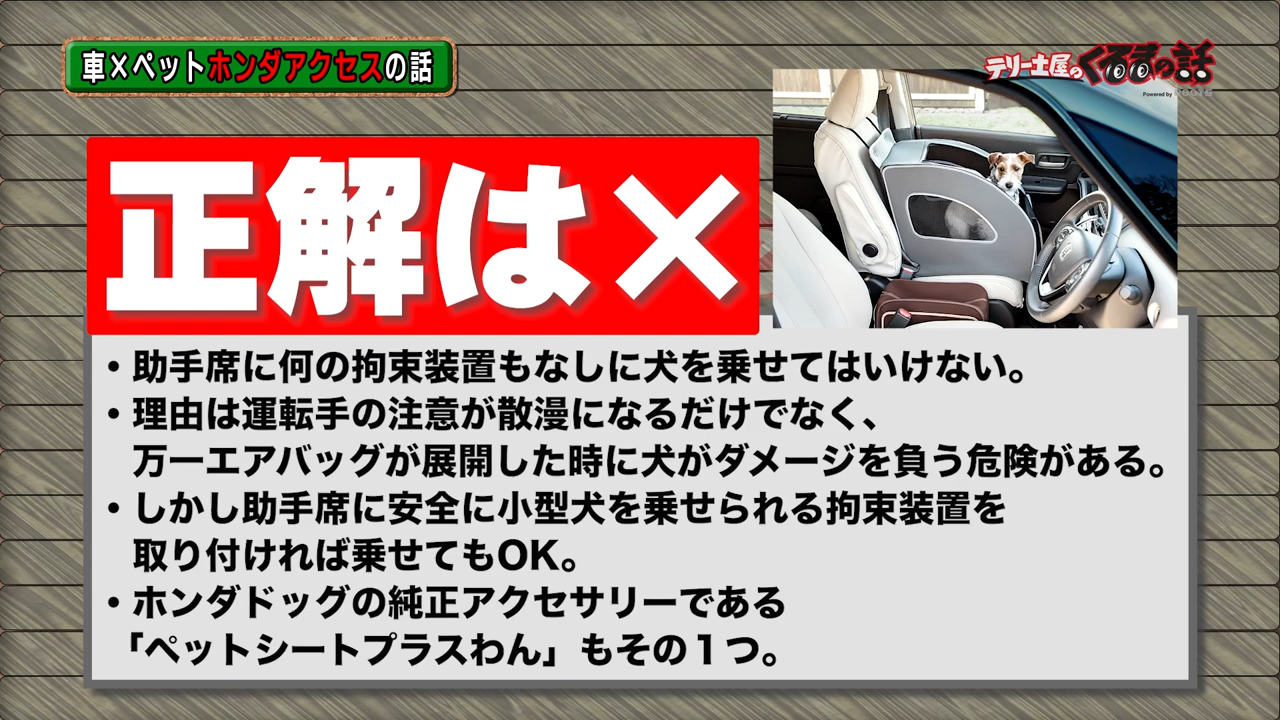 車×ペットホンダアクセスの話
テリー土屋のくるまの話
Powered by
正解は×
・助手席に何の拘束装置もなしに犬を乗せてはいけない。
・理由は運転手の注意が散漫になるだけでなく、
万一エアバッグが展開した時に犬がダメージを負う危険がある。
・しかし助手席に安全に小型犬を乗せられる拘束装置を
取り付ければ乗せてもOK。
・ホンダドッグの純正アクセサリーである
「ペットシートプラスわん」もその１つ。